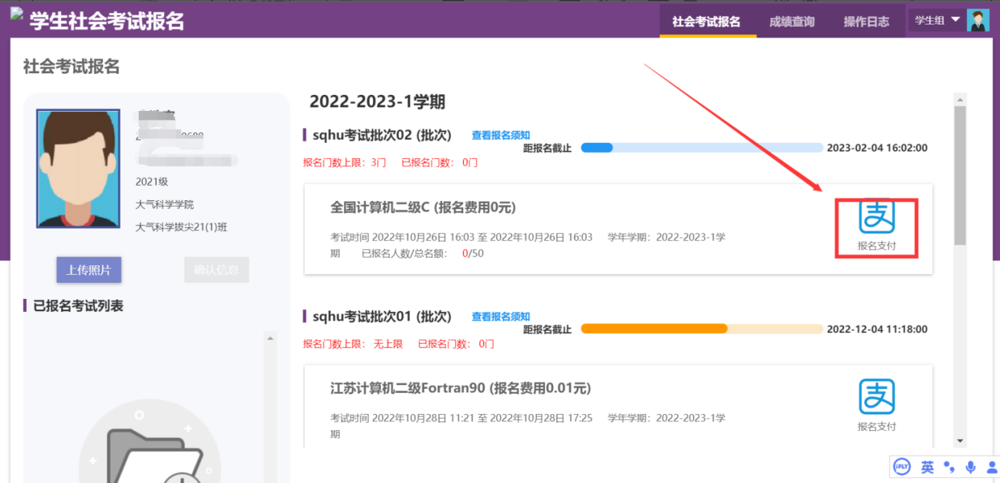 学生社会考试报名
社会考试报名
成绩查询
操作日志
学生组
社会考试报名
2021级
大气科学学院
大气科学拔尖21(1)班
上传照片
确认信息
已报名考试列表
2022-2023-1学期
sqhu考试批次02 (批次)
查看报名须知
距报名截止
2023-02-04 16:02:00
报名门数上限：3门 已报名门数： 0门
全国计算机二级C (报名费用0元)
考试时间 2022年10月26日 16:03 至 2022年10月26日 16:03 学年学期：2022-2023-1学
期 已报名人数/总名额： 0/50
支
报名支付
sqhu考试批次01 (批次)
查看报名须知
距报名截止
2022-12-04 11:18:00
报名门数上限： 无上限 已报名门数： 0门
江苏计算机二级Fortran90 (报名费用0.01元)
考试时间 2022年10月28日 11:21 至 2022年10月28日 17:25 学年学期：2022-2023-1学
期
支
报名支付
iFLY 英